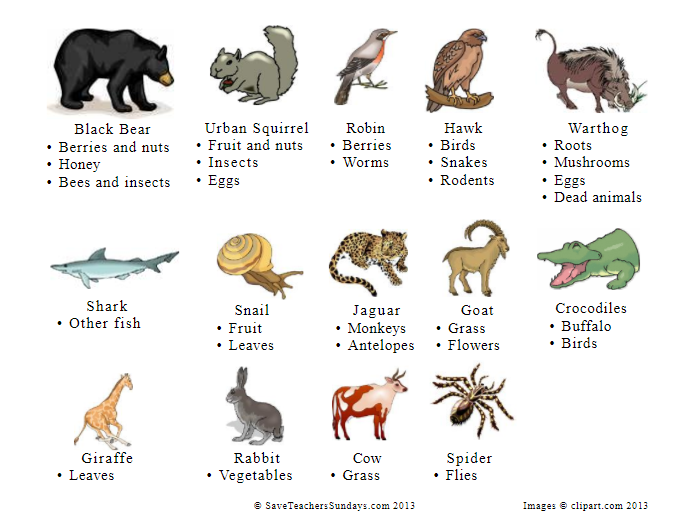 Black Bear
• Berries and nuts
• Honey
• Bees and insects
Urban Squirrel
• Fruit and nuts
• Insects
• Eggs
Robin
• Berries
• Worms
Hawk
• Birds
• Snakes
• Rodents
Warthog
• Roots
• Mushrooms
• Eggs
• Dead animals
Shark
• Other fish
Snail
• Fruit
• Leaves
Jaguar
• Monkeys
• Antelopes
Goat
• Grass
• Flowers
Crocodiles
• Buffalo
• Birds
Giraffe
• Leaves
Rabbit
• Vegetables
Cow
• Grass
Spider
• Flies
© SaveTeachersSundays.com 2013
Images © clipart.com 2013